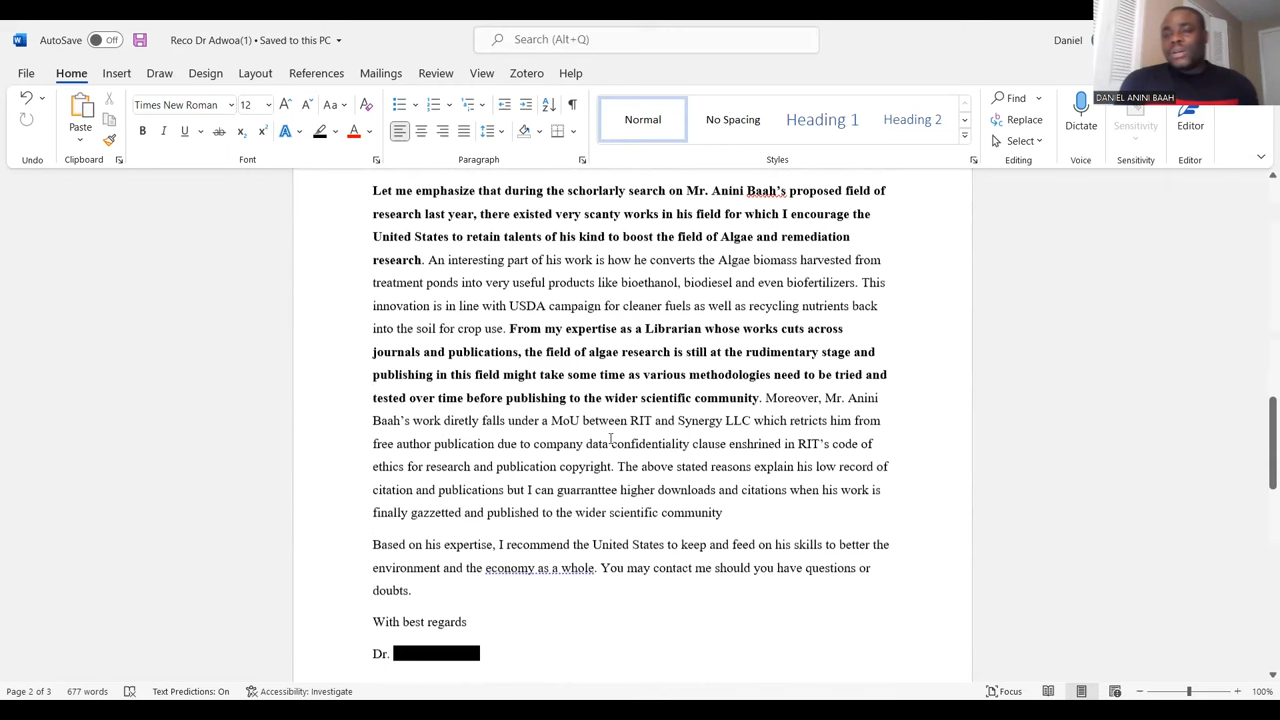 AutoSave Off Reco Dr Adwoa(1) • Saved to this PC Search (Alt+Q) Daniel
DANIEL ANINI BAAH
File Home Insert Draw Design Layout References Mailings Review View Zotero Help
Times New Roman 12 Aa Normal No Spacing Heading 1 Heading 2 Find
Paste Replace Dictate Sensitivity Editor
B I U ab x2 x2 A A Select
Undo Clipboard Font Paragraph Styles Editing Voice Sensitivity Editor
Let me emphasize that during the schorlarly search on Mr. Anini Baah's proposed field of
research last year, there existed very scanty works in his field for which I encourage the
United States to retain talents of his kind to boost the field of Algae and remediation
research. An interesting part of his work is how he converts the Algae biomass harvested from
treatment ponds into very useful products like bioethanol, biodiesel and even biofertilizers. This
innovation is in line with USDA campaign for cleaner fuels as well as recycling nutrients back
into the soil for crop use. From my expertise as a Librarian whose works cuts across
journals and publications, the field of algae research is still at the rudimentary stage and
publishing in this field might take some time as various methodologies need to be tried and
tested over time before publishing to the wider scientific community. Moreover, Mr. Anini
Baah's work diretly falls under a MoU between RIT and Synergy LLC which retricts him from
free author publication due to company data confidentiality clause enshrined in RIT's code of
ethics for research and publication copyright. The above stated reasons explain his low record of
citation and publications but I can guarranttee higher downloads and citations when his work is
finally gazzetted and published to the wider scientific community
Based on his expertise, I recommend the United States to keep and feed on his skills to better the
environment and the economy as a whole. You may contact me should you have questions or
doubts.
With best regards
Dr.
Page 2 of 3 677 words Text Predictions: On Accessibility: Investigate Focus 100%